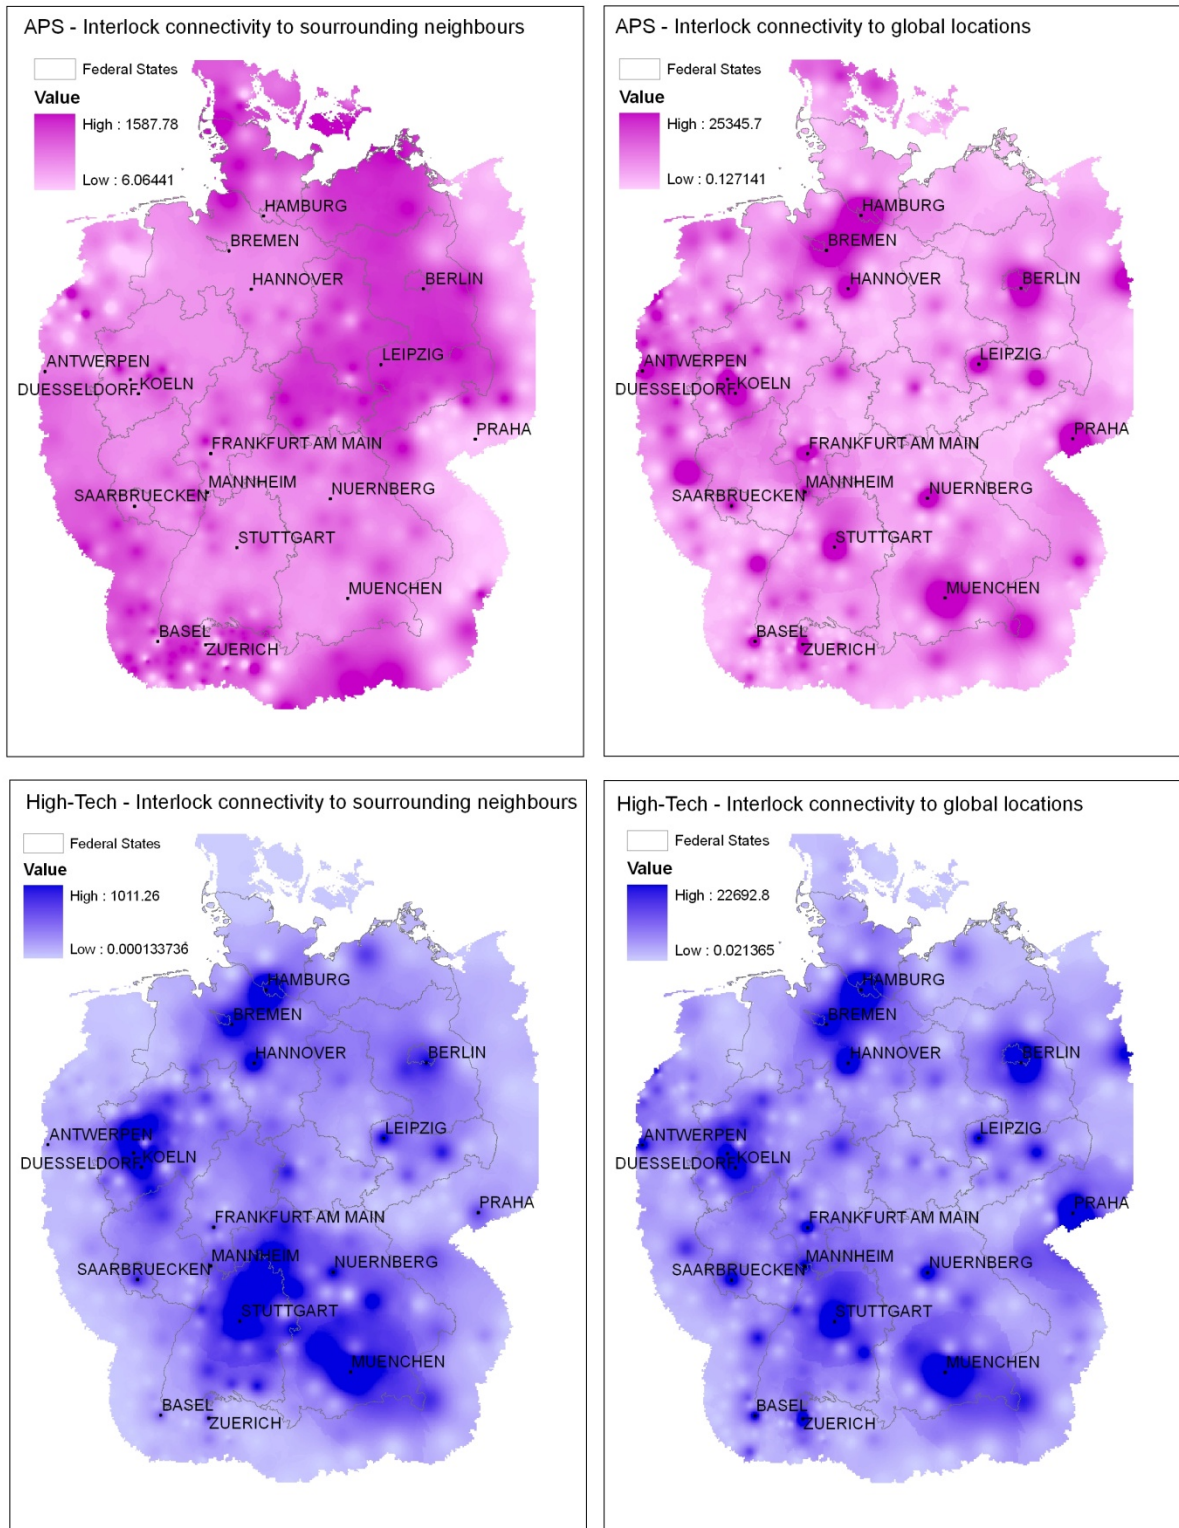 APS - Interlock connectivity to sourrounding neighbours
Federal States
Value
High : 1587.78
Low : 6.06441
HAMBURG
BREMEN
HANNOVER
BERLIN
ANTWERPEN
LEIPZIG
DUESSELDORF
KOELN
PRAHA
FRANKFURT AM MAIN
MANNHEIM
SAARBRUECKEN
NUERNBERG
STUTTGART
MUENCHEN
BASEL
ZUERICH
APS - Interlock connectivity to global locations
Federal States
Value
High : 25345.7
Low : 0.127141
HAMBURG
BREMEN
HANNOVER
BERLIN
ANTWERPEN
LEIPZIG
DUESSELDORF
KOELN
PRAHA
FRANKFURT AM MAIN
MANNHEIM
SAARBRUECKEN
NUERNBERG
STUTTGART
MUENCHEN
BASEL
ZUERICH
High-Tech - Interlock connectivity to sourrounding neighbours
Federal States
Value
High : 1011.26
Low : 0.000133736
HAMBURG
BREMEN
HANNOVER
BERLIN
ANTWERPEN
LEIPZIG
DUESSELDORF
KOELN
PRAHA
FRANKFURT AM MAIN
MANNHEIM
SAARBRUECKEN
NUERNBERG
STUTTGART
MUENCHEN
BASEL
ZUERICH
High-Tech - Interlock connectivity to global locations
Federal States
Value
High : 22692.8
Low : 0.021365
HAMBURG
BREMEN
HANNOVER
BERLIN
ANTWERPEN
LEIPZIG
DUESSELDORF
KOELN
PRAHA
FRANKFURT AM MAIN
MANNHEIM
SAARBRUECKEN
NUERNBERG
STUTTGART
MUENCHEN
BASEL
ZUERICH